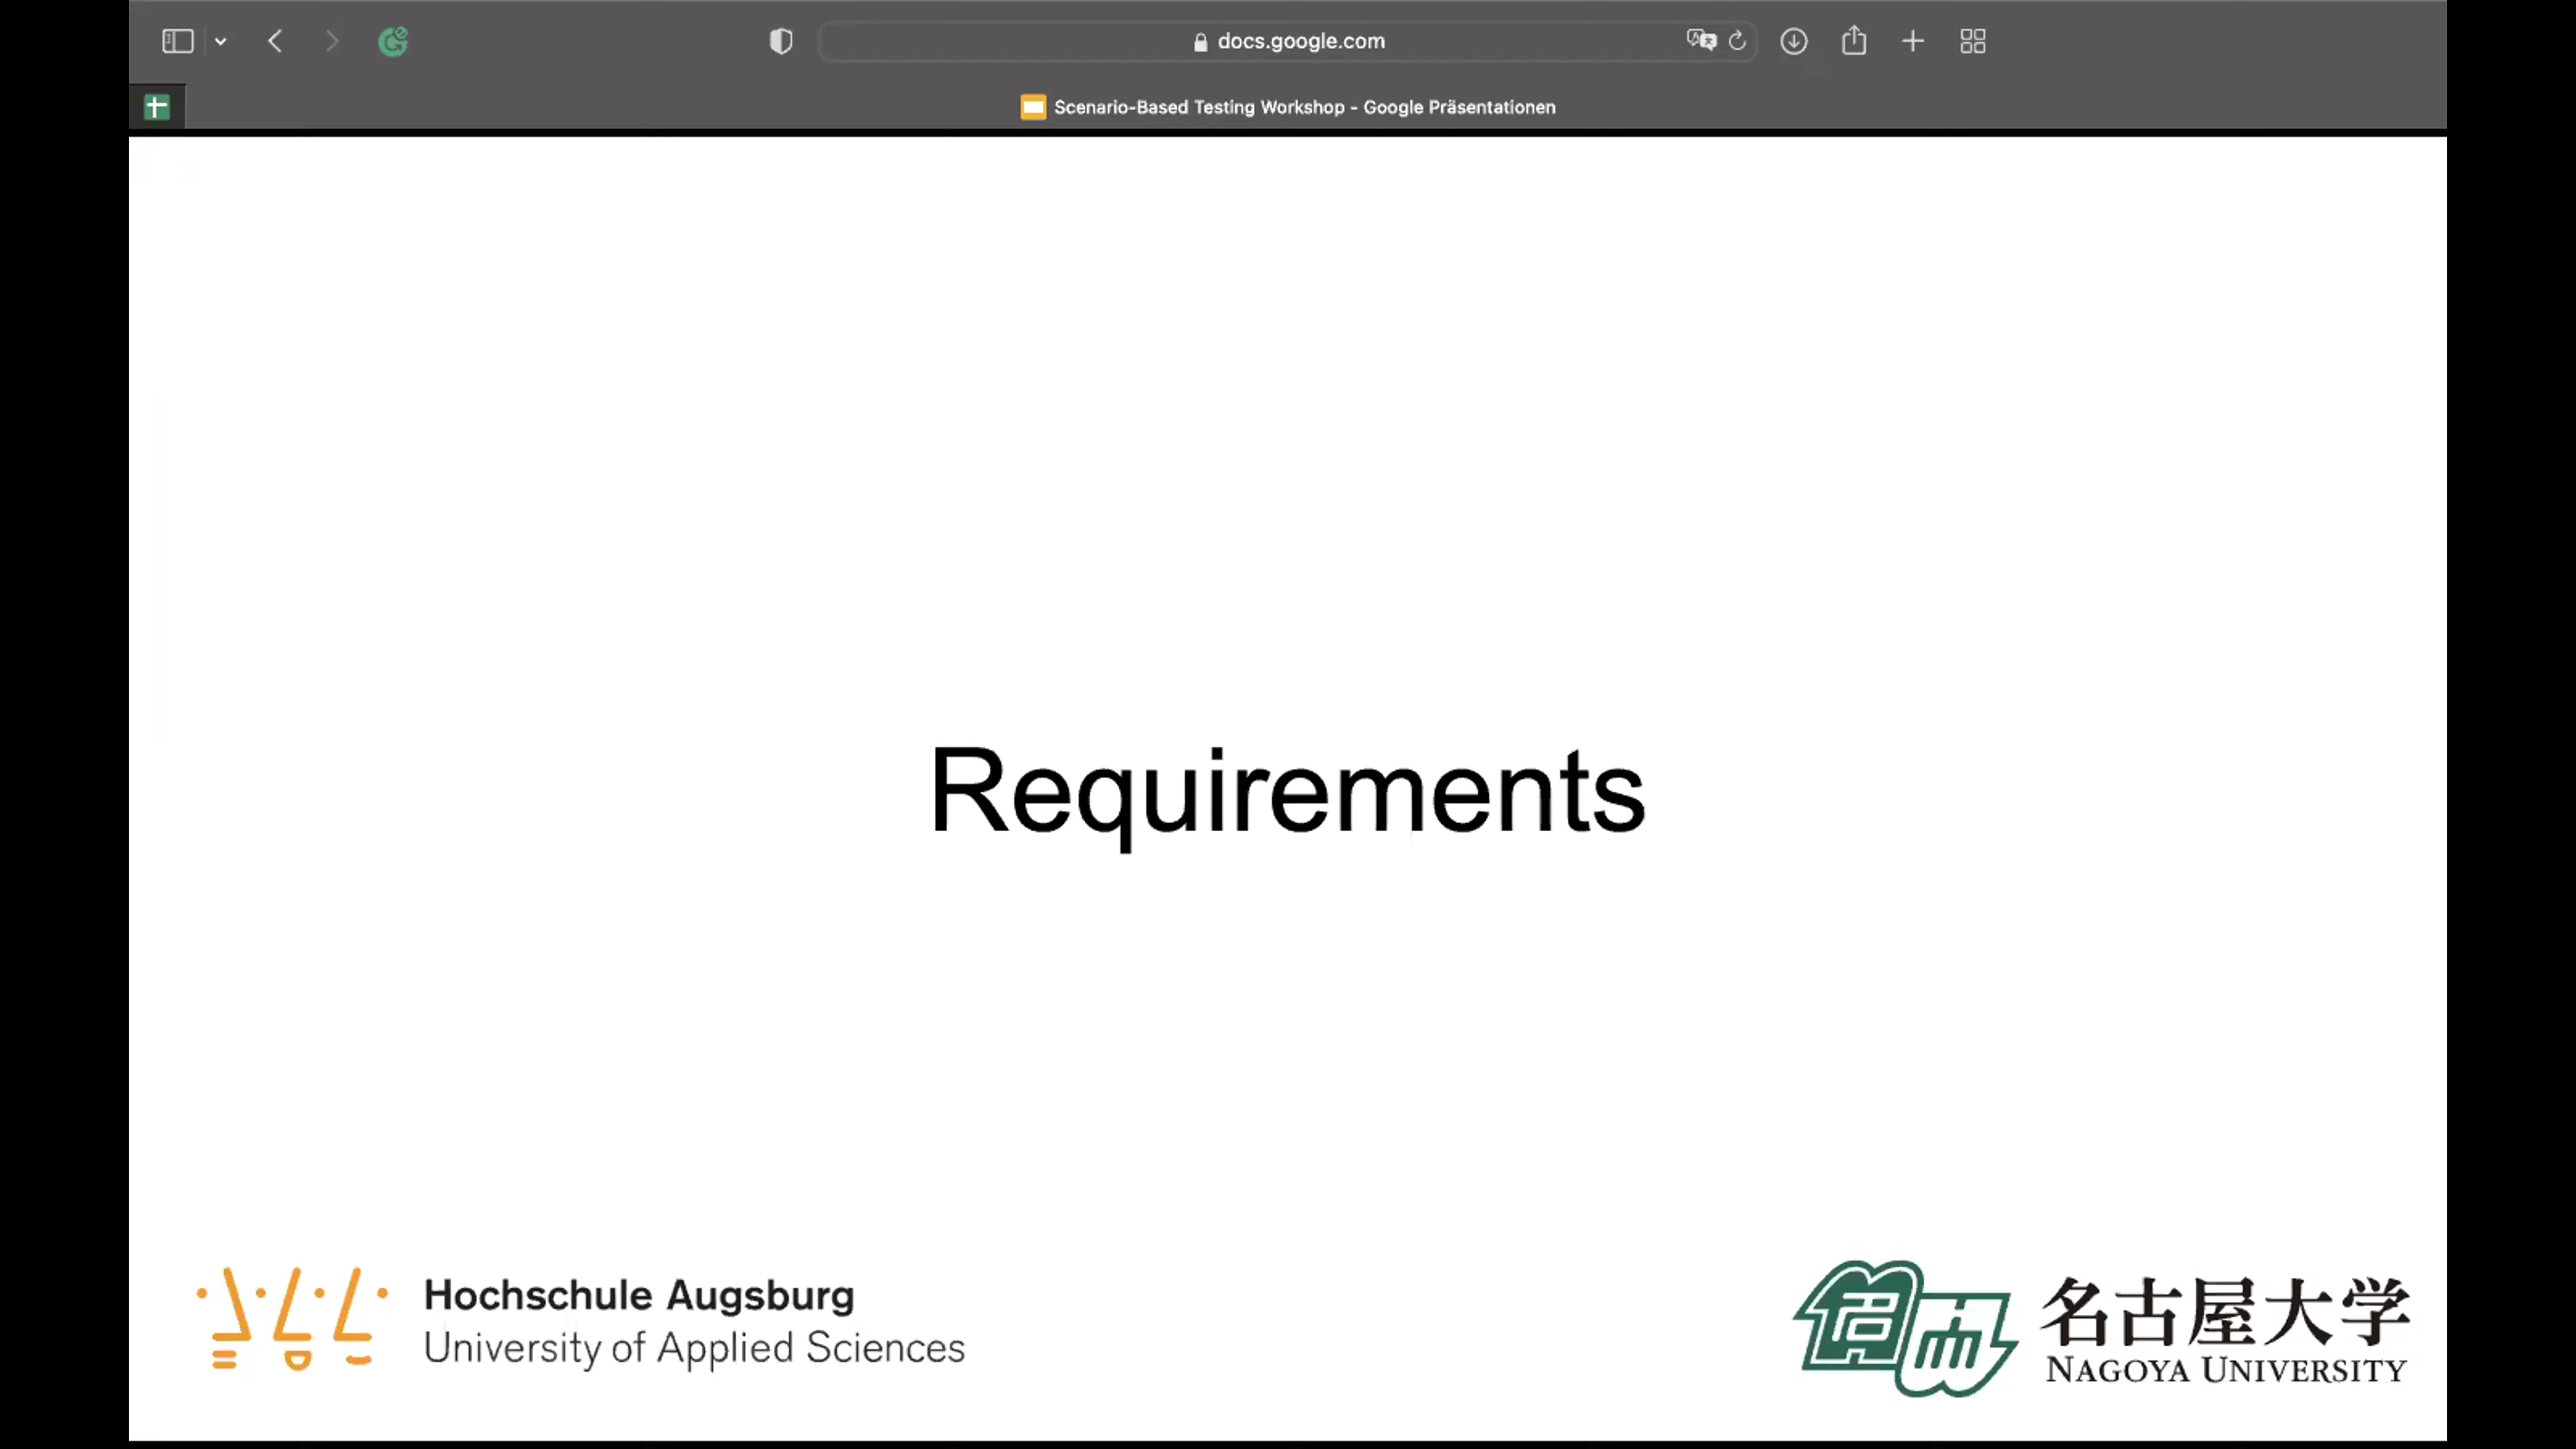 docs.google.com
Scenario-Based Testing Workshop - Google Präsentationen
Requirements
Hochschule Augsburg
University of Applied Sciences
名古屋大学
NAGOYA UNIVERSITY